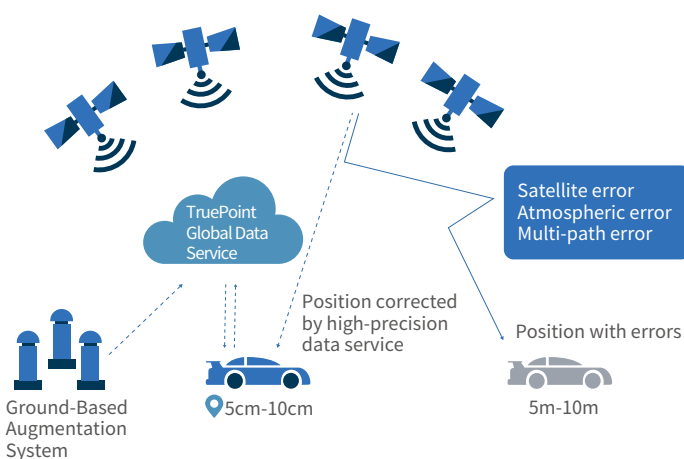 TruePoint
Global Data
Service
Satellite error
Atmospheric error
Multi-path error
Position corrected
by high-precision
data service
Position with errors
5cm-10cm
5m-10m
Ground-Based
Augmentation
System